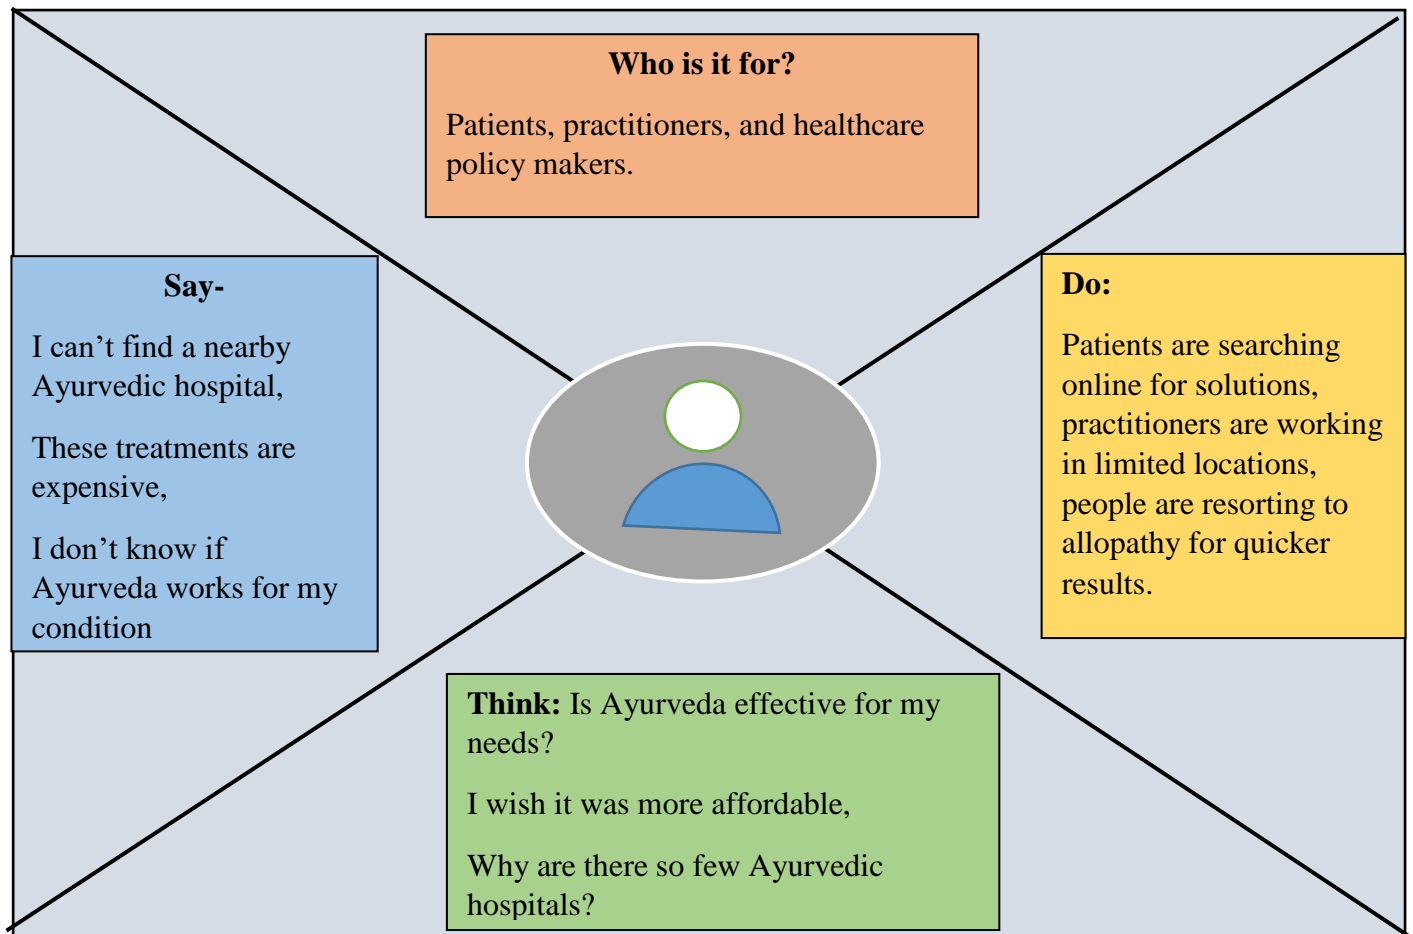 Who is it for?
Patients, practitioners, and healthcare
policy makers.
Say-
I can’t find a nearby
Ayurvedic hospital,
These treatments are
expensive,
I don’t know if
Ayurveda works for my
condition
Do:
Patients are searching
online for solutions,
practitioners are working
in limited locations,
people are resorting to
allopathy for quicker
results.
Think: Is Ayurveda effective for my
needs?
I wish it was more affordable,
Why are there so few Ayurvedic
hospitals?